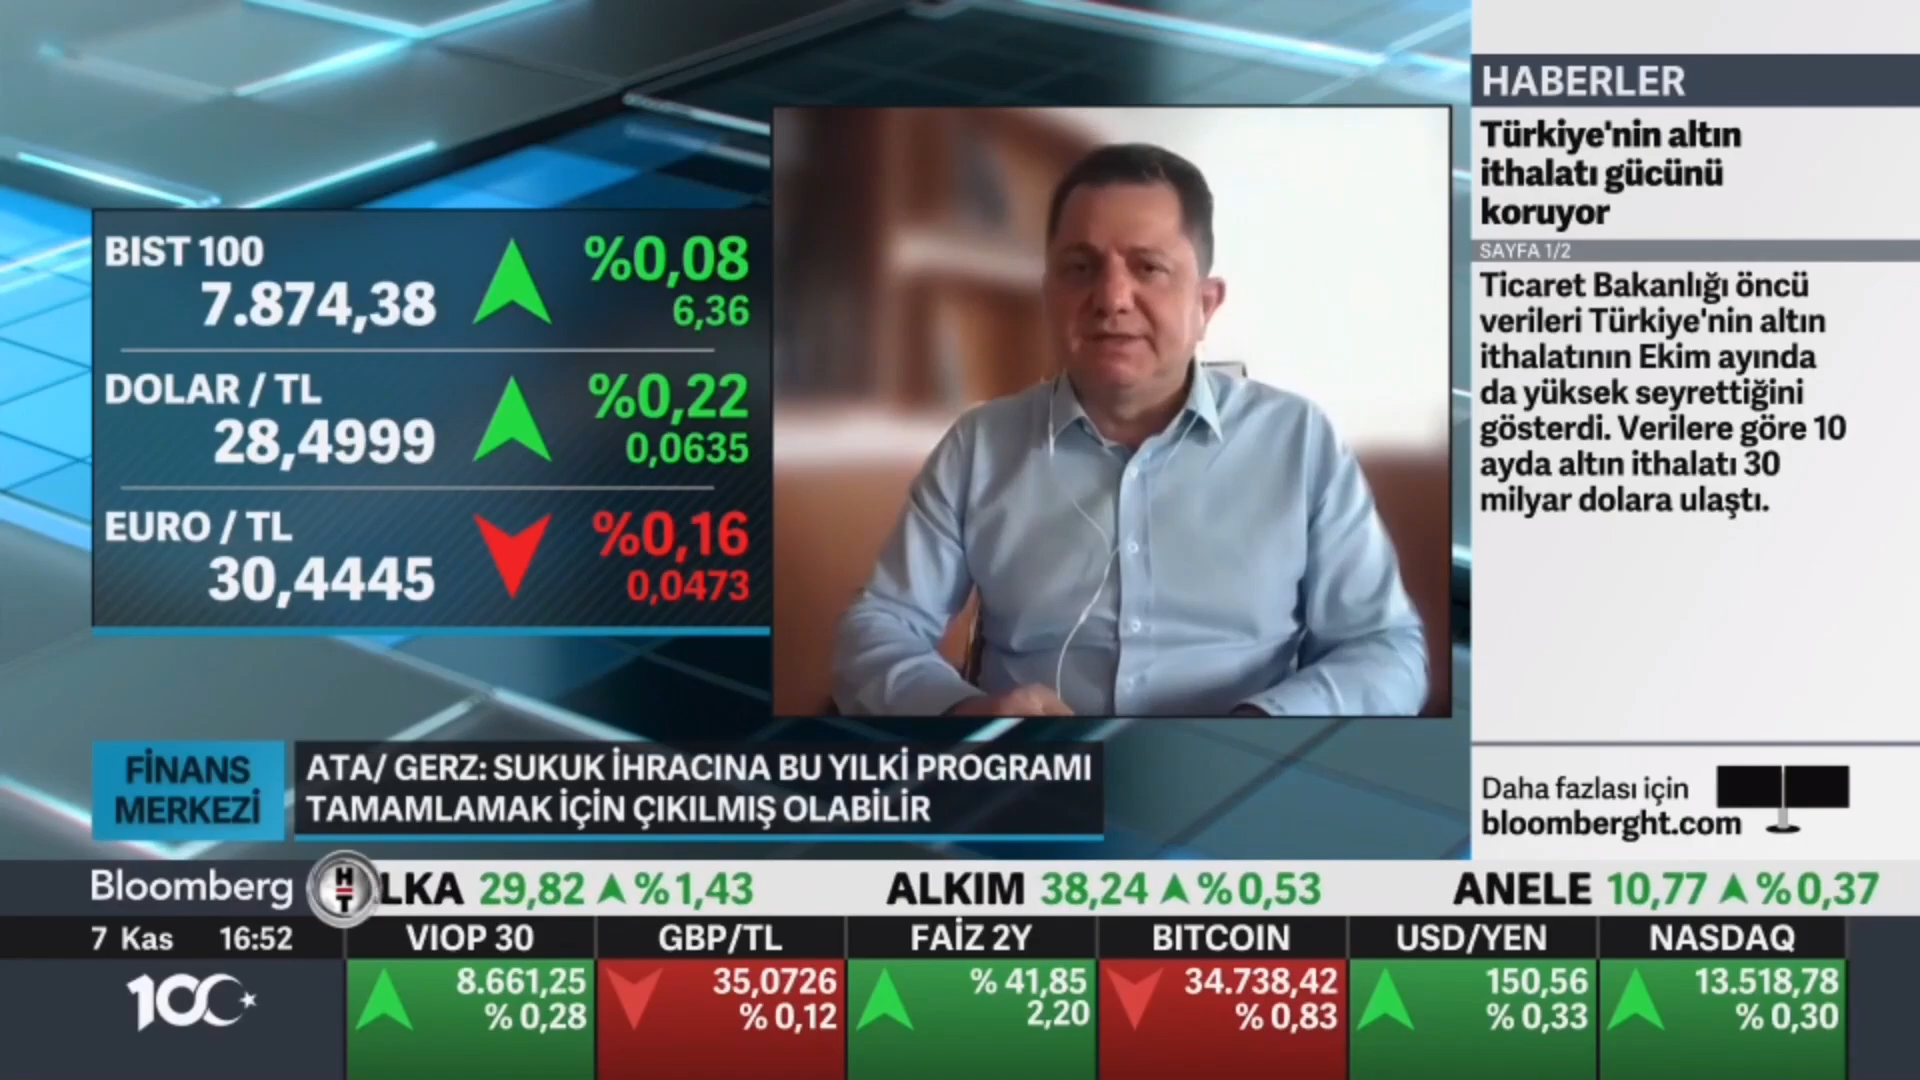 BIST 100
7.874,38
%0,08
6,36
DOLAR / TL
28,4999
%0,22
0,0635
EURO / TL
30,4445
%0,16
0,0473
HABERLER
Türkiye'nin altın
ithalatı gücünü
koruyor
SAYFA 1/2
Ticaret Bakanlığı öncü
verileri Türkiye'nin altın
ithalatının Ekim ayında
da yüksek seyrettiğini
gösterdi. Verilere göre 10
ayda altın ithalatı 30
milyar dolara ulaştı.
Daha fazlası için
bloomberght.com
FİNANS
MERKEZİ
ATA/ GERZ: SUKUK İHRACINA BU YILKİ PROGRAMI
TAMAMLAMAK İÇİN ÇIKILMIŞ OLABİLİR
Bloomberg HT
LKA 29,82 %1,43 ALKIM 38,24 %0,53 ANELE 10,77 %0,37
7 Kas 16:52
100
VIOP 30
8.661,25
% 0,28
GBP/TL
35,0726
% 0,12
FAİZ 2Y
% 41,85
2,20
BITCOIN
34.738,42
% 0,83
USD/YEN
150,56
% 0,33
NASDAQ
13.518,78
% 0,30